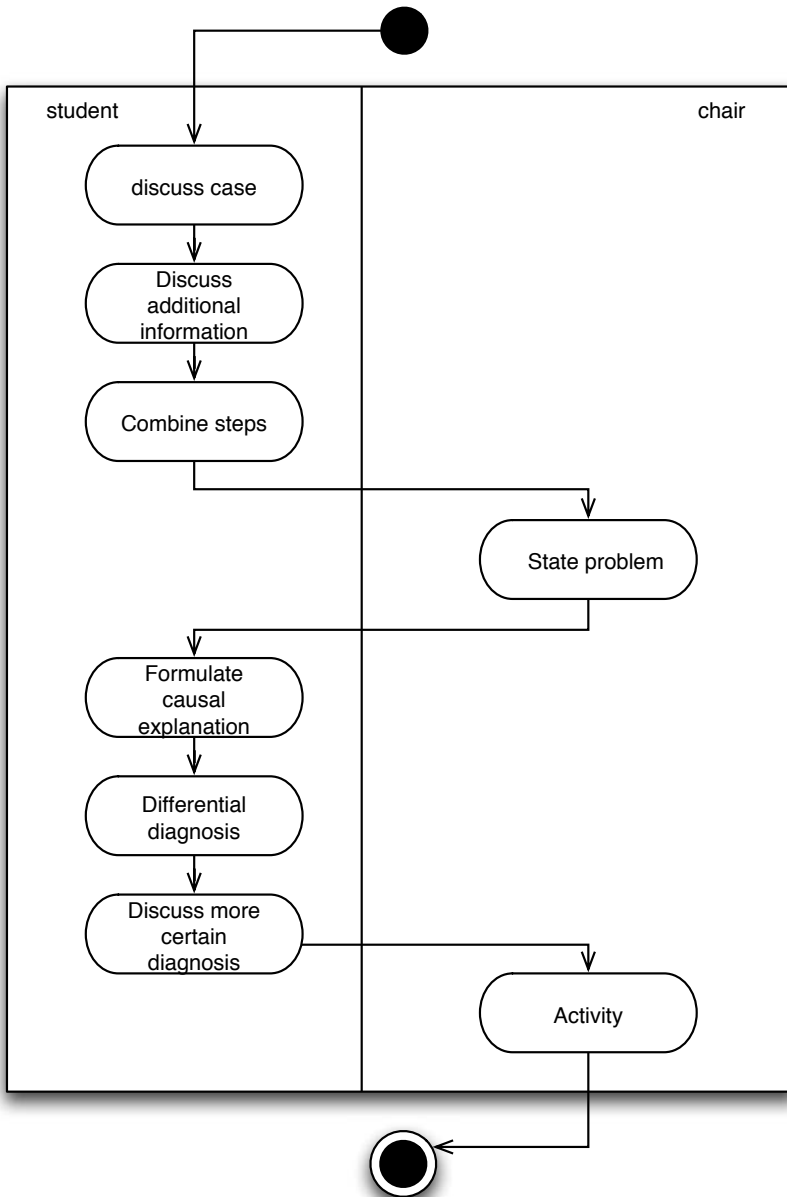 student
chair
discuss case
Discuss
additional
information
Combine steps
State problem
Formulate
causal
explanation
Differential
diagnosis
Discuss more
certain
diagnosis
Activity